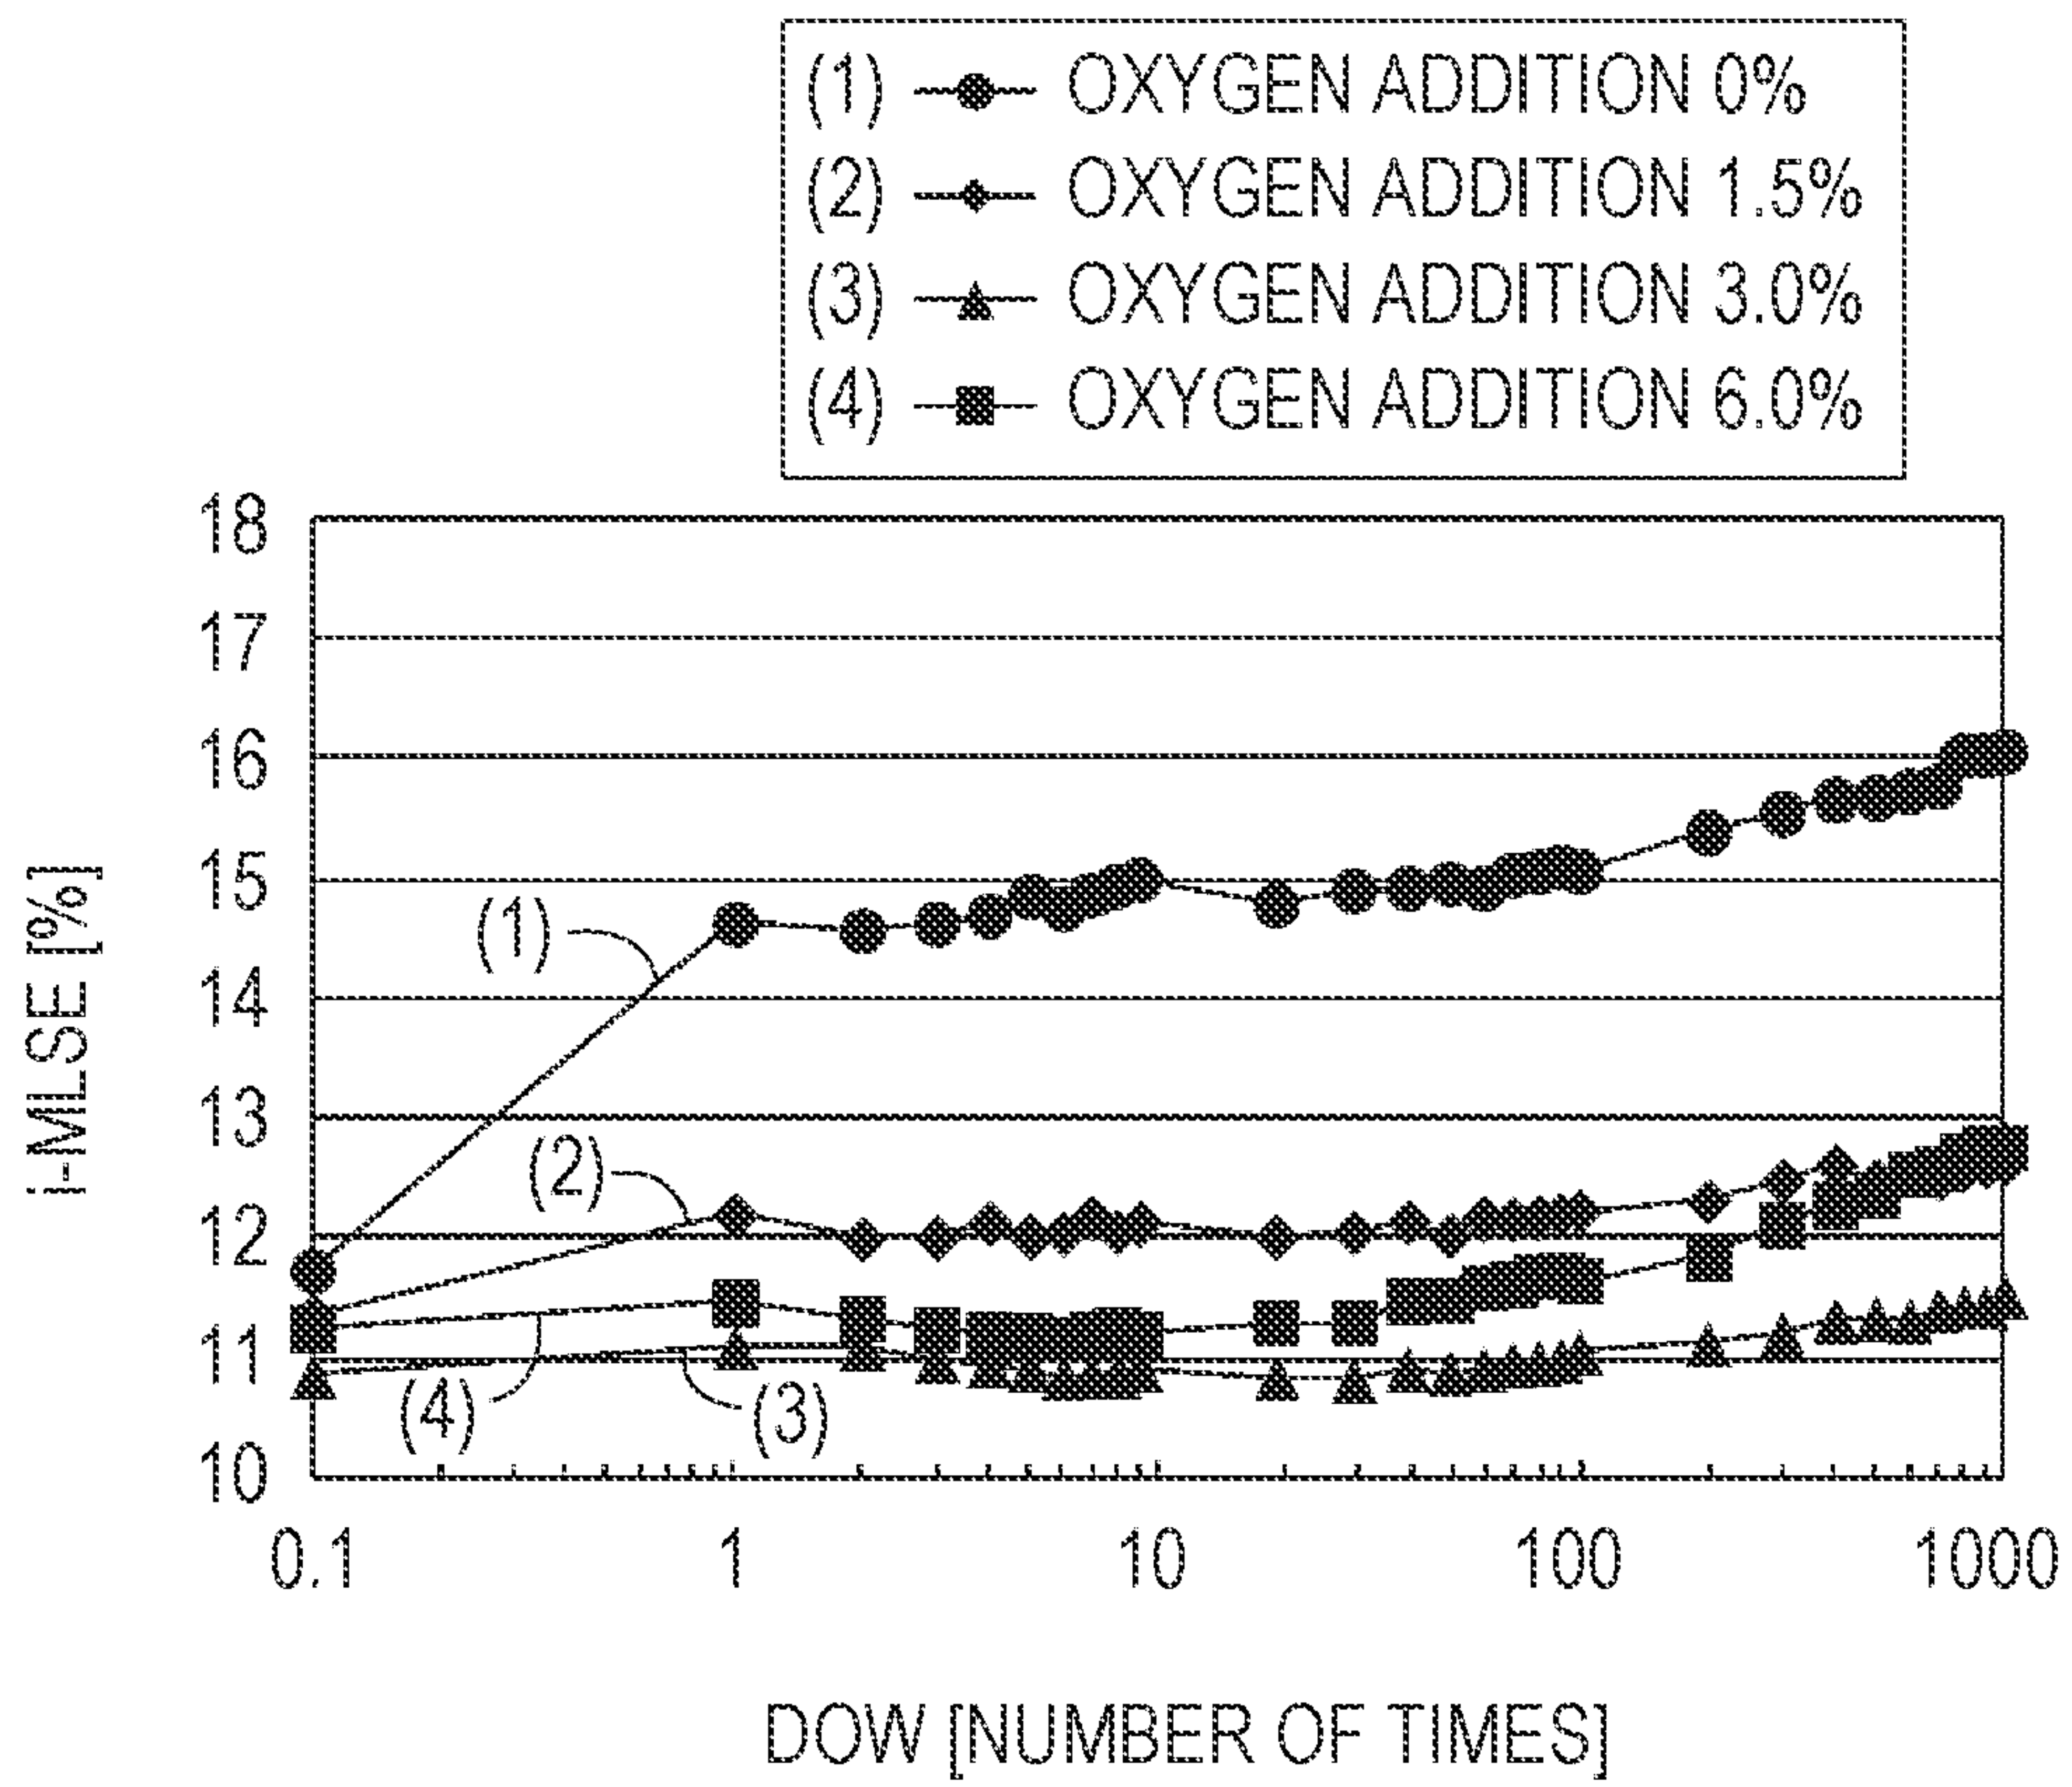 (1) OXYGEN ADDITION 0%
(2) OXYGEN ADDITION 1.5%
(3) OXYGEN ADDITION 3.0%
(4) OXYGEN ADDITION 6.0%
18
17
16
15
14
13
12
11
10
i-MLSE [%]
(1)
(2)
(4)
(3)
0.1 1 10 100 1000
DOW [NUMBER OF TIMES]